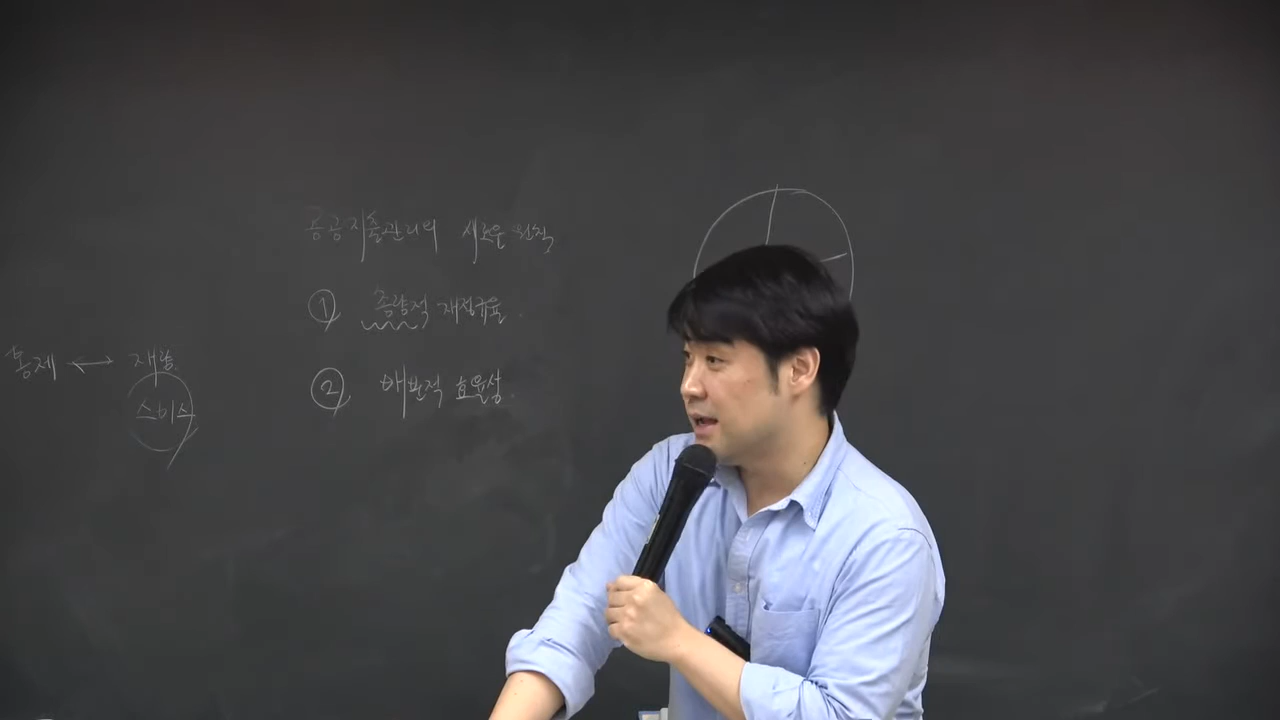 공공지출관리의 새로운 원칙
① 총량적 재정규율.
② 배분적 효율성.
통제 ↔ 재량
스미스